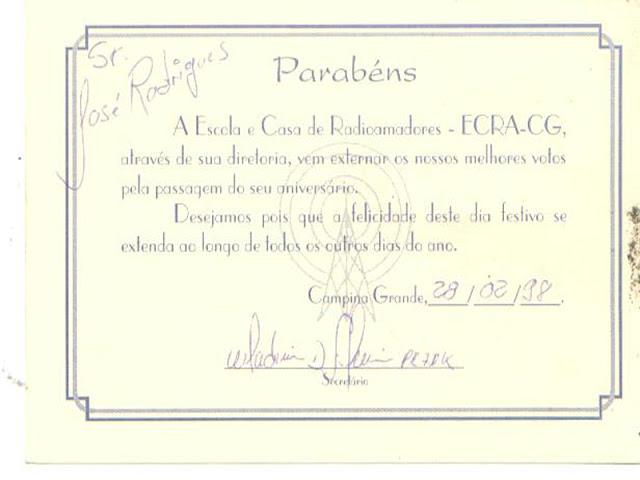 Sr.
José Rodrigues
Parabéns
A Escola e Casa de Radioamadores - ECRA-CG,
através de sua diretoria, vem externar os nossos melhores votos
pela passagem do seu aniversário.
Desejamos pois que a felicidade deste dia festivo se
extenda ao longo de todos os outros dias do ano.
Campina Grande, 28/02/98.
Secretário